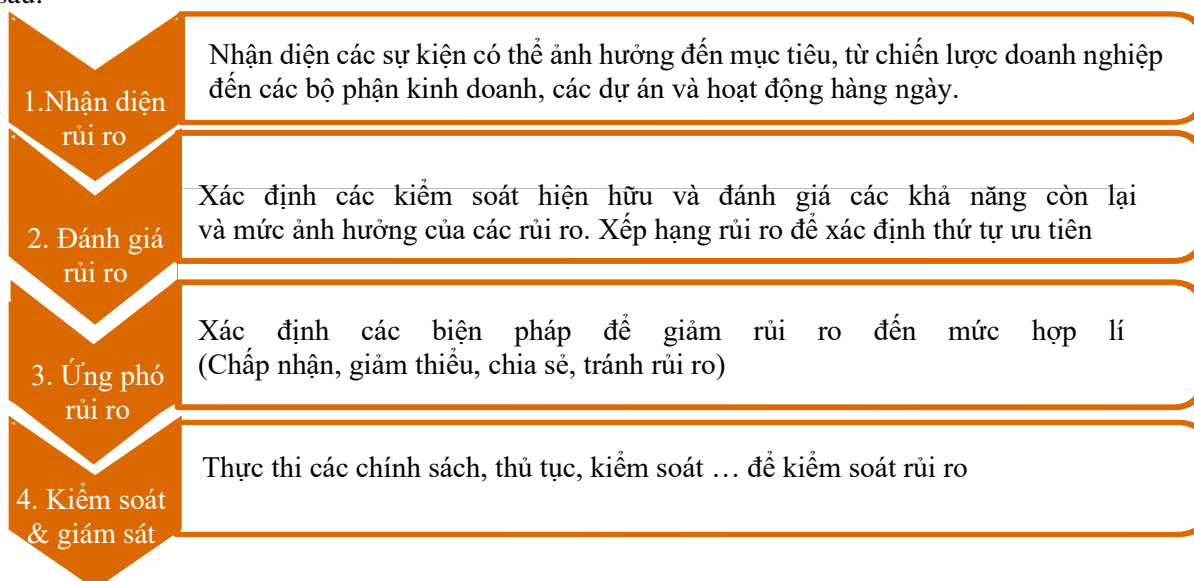 sau:
Nhận diện các sự kiện có thể ảnh hưởng đến mục tiêu, từ chiến lược doanh nghiệp
đến các bộ phận kinh doanh, các dự án và hoạt động hàng ngày.
1.Nhận diện
rủi ro
Xác định các kiểm soát hiện hữu và đánh giá các khả năng còn lại
và mức ảnh hưởng của các rủi ro. Xếp hạng rủi ro để xác định thứ tự ưu tiên
2. Đánh giá
rủi ro
Xác định các biện pháp để giảm rủi ro đến mức hợp lí
(Chấp nhận, giảm thiểu, chia sẻ, tránh rủi ro)
3. Ứng phó
rủi ro
Thực thi các chính sách, thủ tục, kiểm soát … để kiểm soát rủi ro
4. Kiểm soát
& giám sát